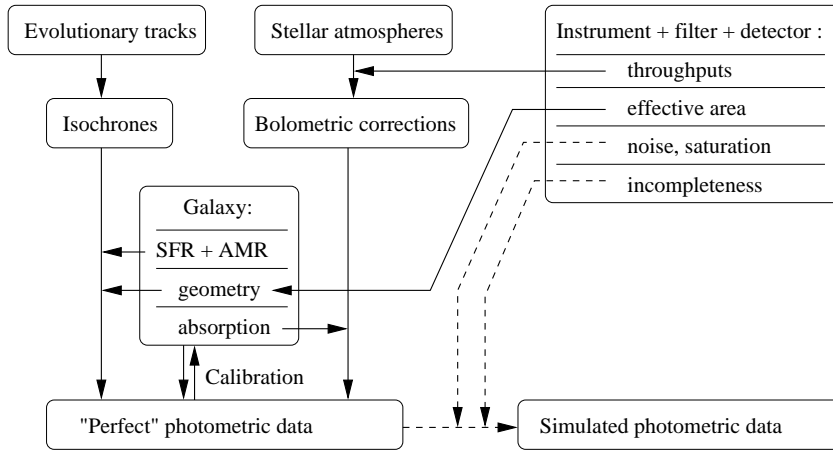 Evolutionary tracks
Stellar atmospheres
Instrument + filter + detector :
throughputs
effective area
noise, saturation
incompleteness
Isochrones
Bolometric corrections
Galaxy:
SFR + AMR
geometry
absorption
Calibration
"Perfect" photometric data
Simulated photometric data